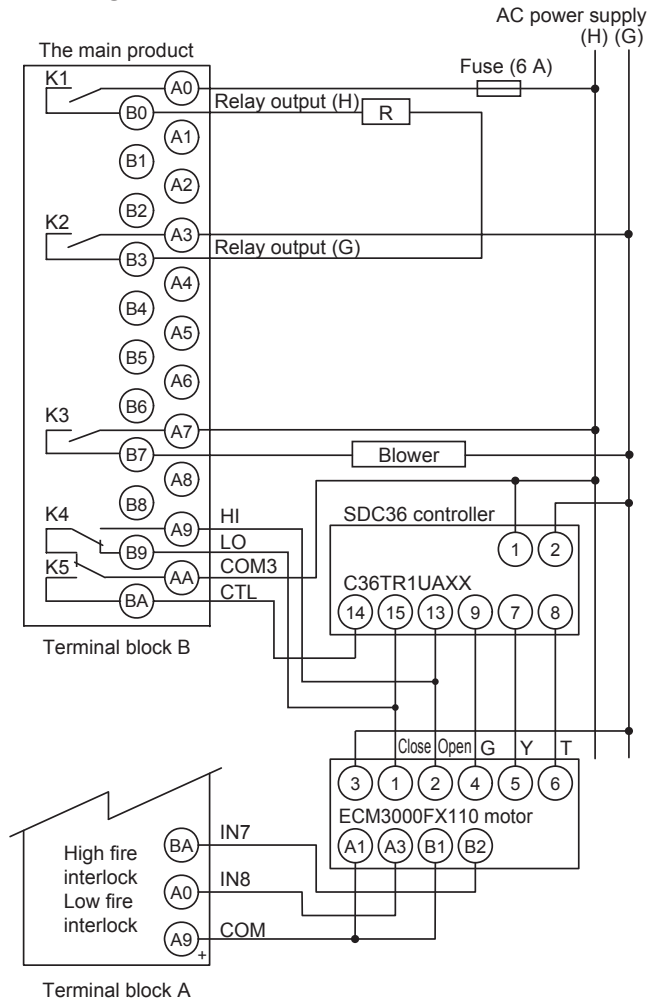 AC power supply
(H) (G)
The main product
Fuse (6 A)
K1
A0
Relay output (H)
R
B0
A1
B1
A2
B2
K2
A3
Relay output (G)
B3
A4
B4
A5
B5
A6
B6
K3
A7
B7
Blower
A8
B8
K4
A9
HI
SDC36 controller
B9
LO
1 2
K5
AA
COM3
C36TR1UAXX
BA
CTL
14 15 13 9 7 8
Terminal block B
Close Open G Y T
3 1 2 4 5 6
ECM3000FX110 motor
A1 A3 B1 B2
High fire
interlock
BA
IN7
Low fire
interlock
A0
IN8
A9
+
COM
Terminal block A